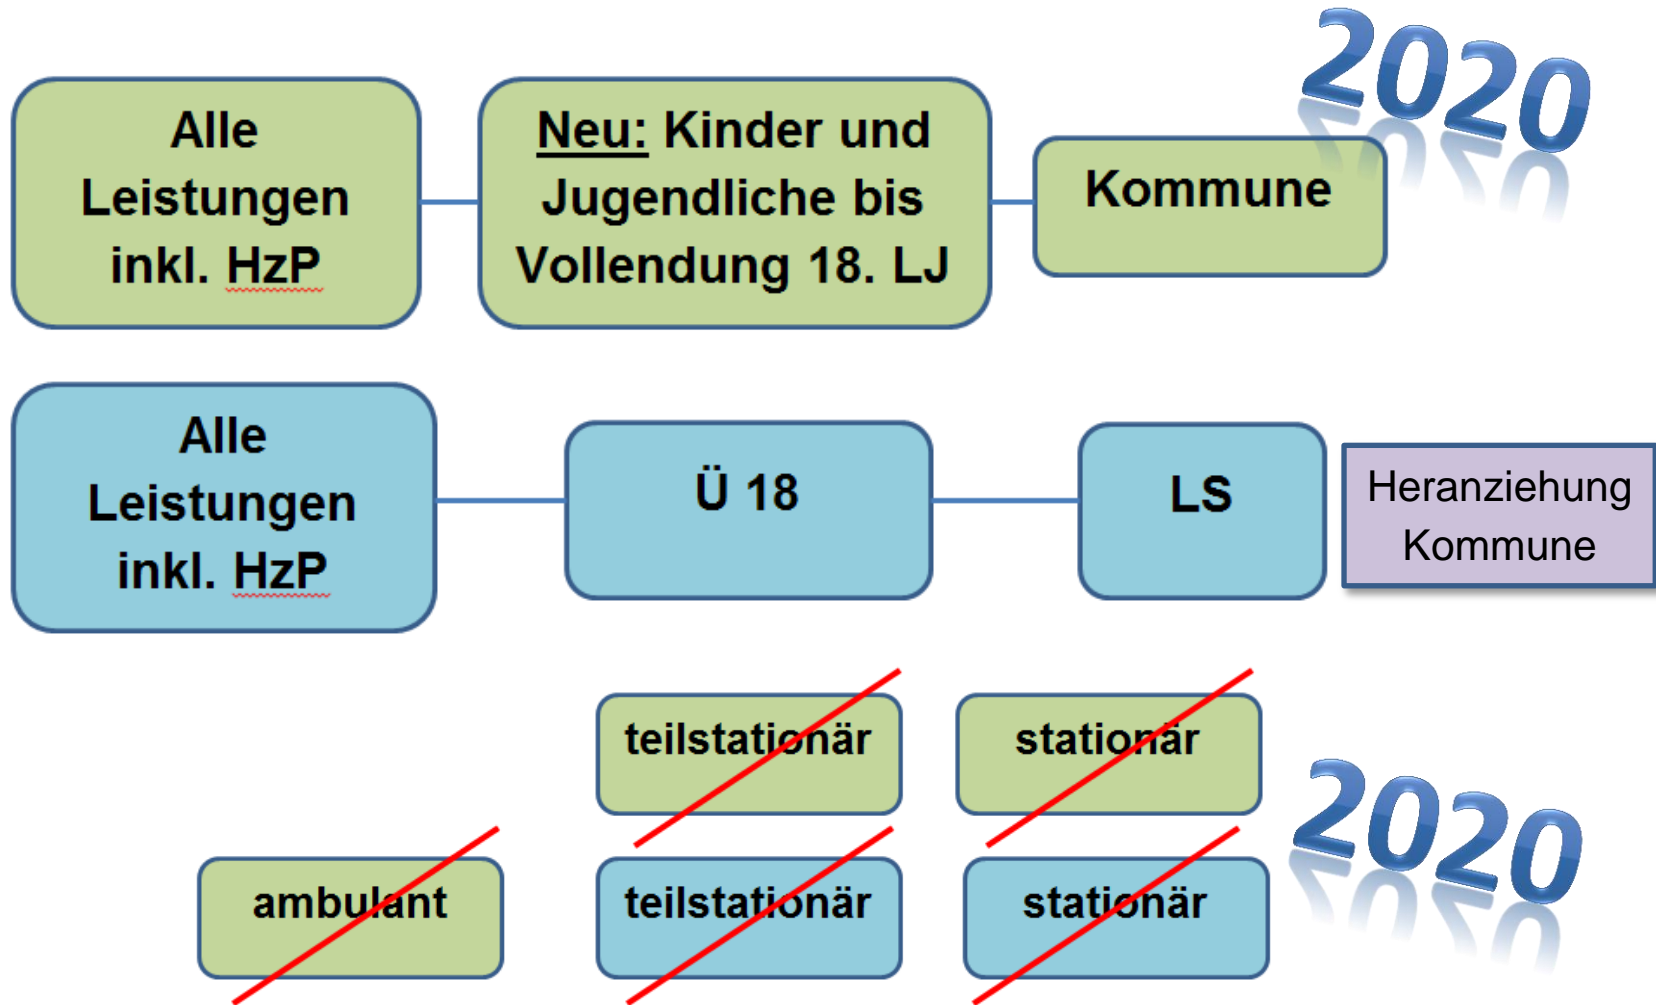 2020
Alle
Leistungen
inkl. HzP
Neu: Kinder und
Jugendliche bis
Vollendung 18. LJ
Kommune
Alle
Leistungen
inkl. HzP
Ü 18
LS
Heranziehung
Kommune
teilstationär
stationär
2020
ambulant
teilstationär
stationär